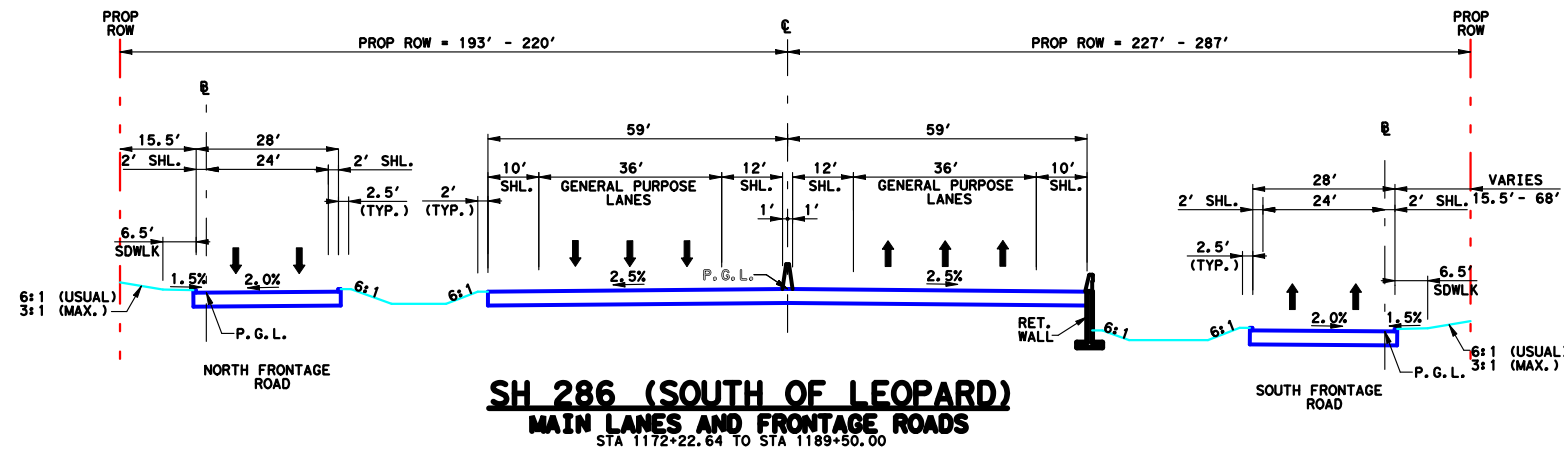 PROP
ROW
PROP ROW = 193' - 220'
℄
PROP ROW = 227' - 287'
PROP
ROW
B
B
15.5'
28'
2' SHL.
24'
2' SHL.
2.5'
(TYP.)
2'
(TYP.)
6.5'
SDWLK
59'
59'
10'
SHL.
36'
GENERAL PURPOSE
LANES
12'
SHL.
12'
SHL.
36'
GENERAL PURPOSE
LANES
10'
SHL.
1'
1'
28'
VARIES
15.5'- 68'
2' SHL.
24'
2' SHL.
2.5'
(TYP.)
6.5'
SDWLK
1.5%
2.0%
6:1
6:1
2.5%
P.G.L.
2.5%
6:1
6:1
2.0%
1.5%
6:1 (USUAL)
3:1 (MAX.)
P.G.L.
RET.
WALL
6:1 (USUAL)
3:1 (MAX.)
P.G.L.
NORTH FRONTAGE
ROAD
SOUTH FRONTAGE
ROAD
SH 286 (SOUTH OF LEOPARD)
MAIN LANES AND FRONTAGE ROADS
STA 1172+22.64 TO STA 1189+50.00